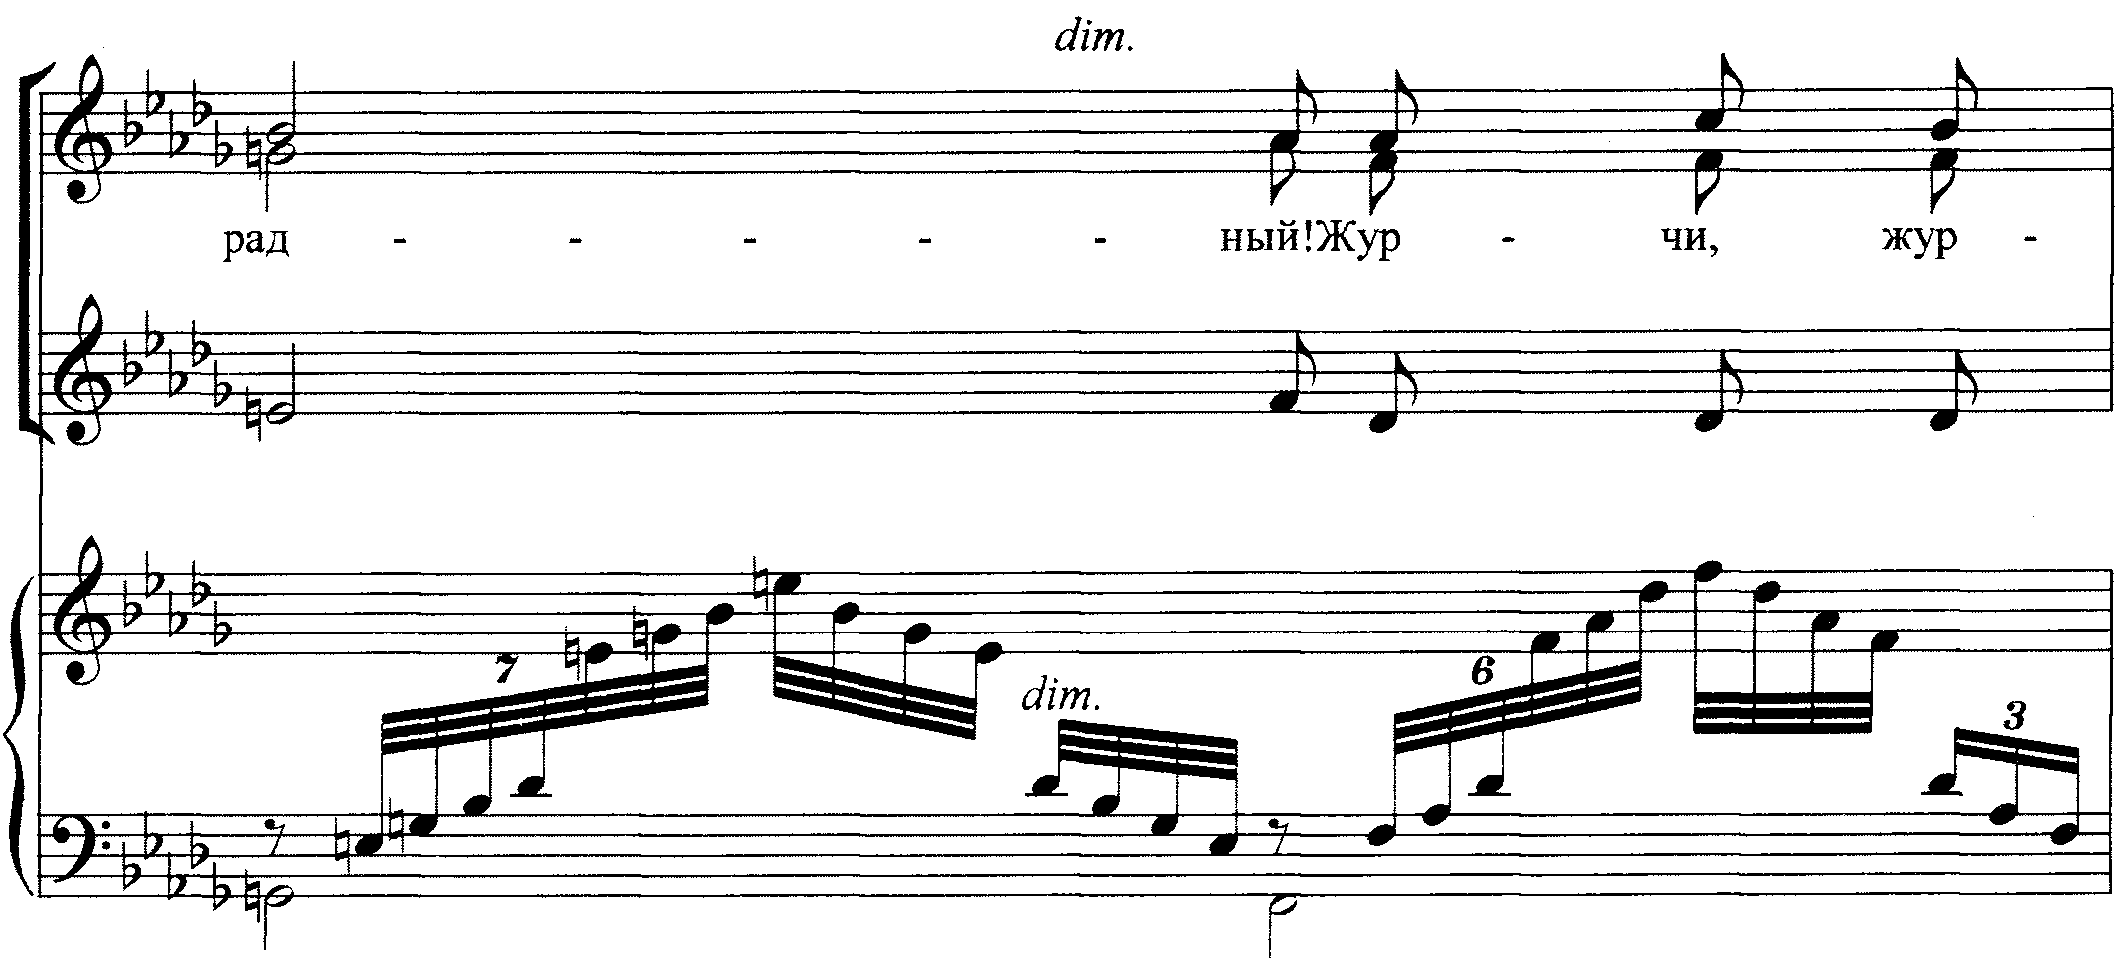 dim.
рад - - - - - ный!Жур - чи, жур -
7
dim.
6
3